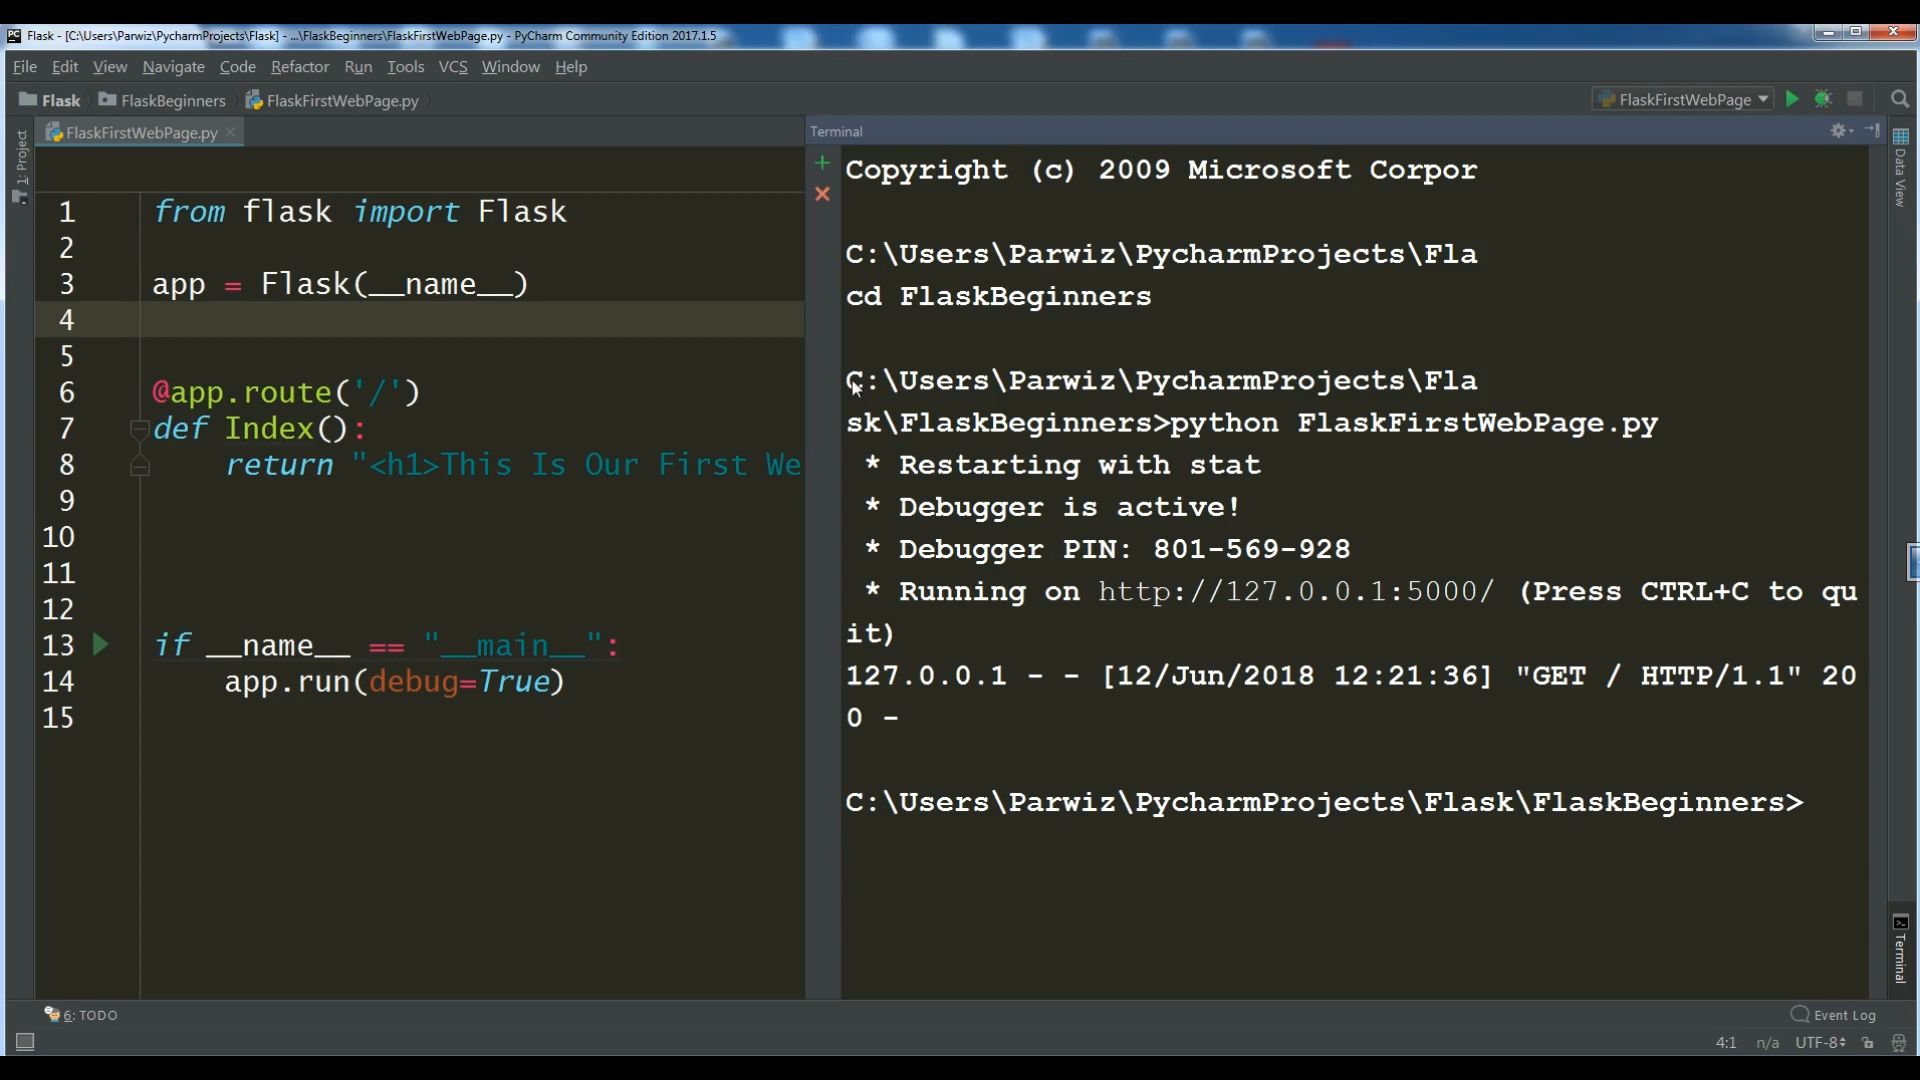 Flask - [C:\Users\Parwiz\PycharmProjects\Flask] - ...\FlaskBeginners\FlaskFirstWebPage.py - PyCharm Community Edition 2017.1.5
File Edit View Navigate Code Refactor Run Tools VCS Window Help
Flask FlaskBeginners FlaskFirstWebPage.py FlaskFirstWebPage
1: Project
FlaskFirstWebPage.py
1 from flask import Flask
2
3 app = Flask(__name__)
4
5
6 @app.route('/')
7 def Index():
8 return "<h1>This Is Our First We
9
10
11
12
13 if __name__ == "__main__":
14 app.run(debug=True)
15
Terminal
Copyright (c) 2009 Microsoft Corpor
C:\Users\Parwiz\PycharmProjects\Fla
cd FlaskBeginners
C:\Users\Parwiz\PycharmProjects\Fla
sk\FlaskBeginners>python FlaskFirstWebPage.py
* Restarting with stat
* Debugger is active!
* Debugger PIN: 801-569-928
* Running on http://127.0.0.1:5000/ (Press CTRL+C to qu
it)
127.0.0.1 - - [12/Jun/2018 12:21:36] "GET / HTTP/1.1" 20
0 -
C:\Users\Parwiz\PycharmProjects\Flask\FlaskBeginners>
Data View
Terminal
6: TODO
Event Log
4:1 n/a UTF-8